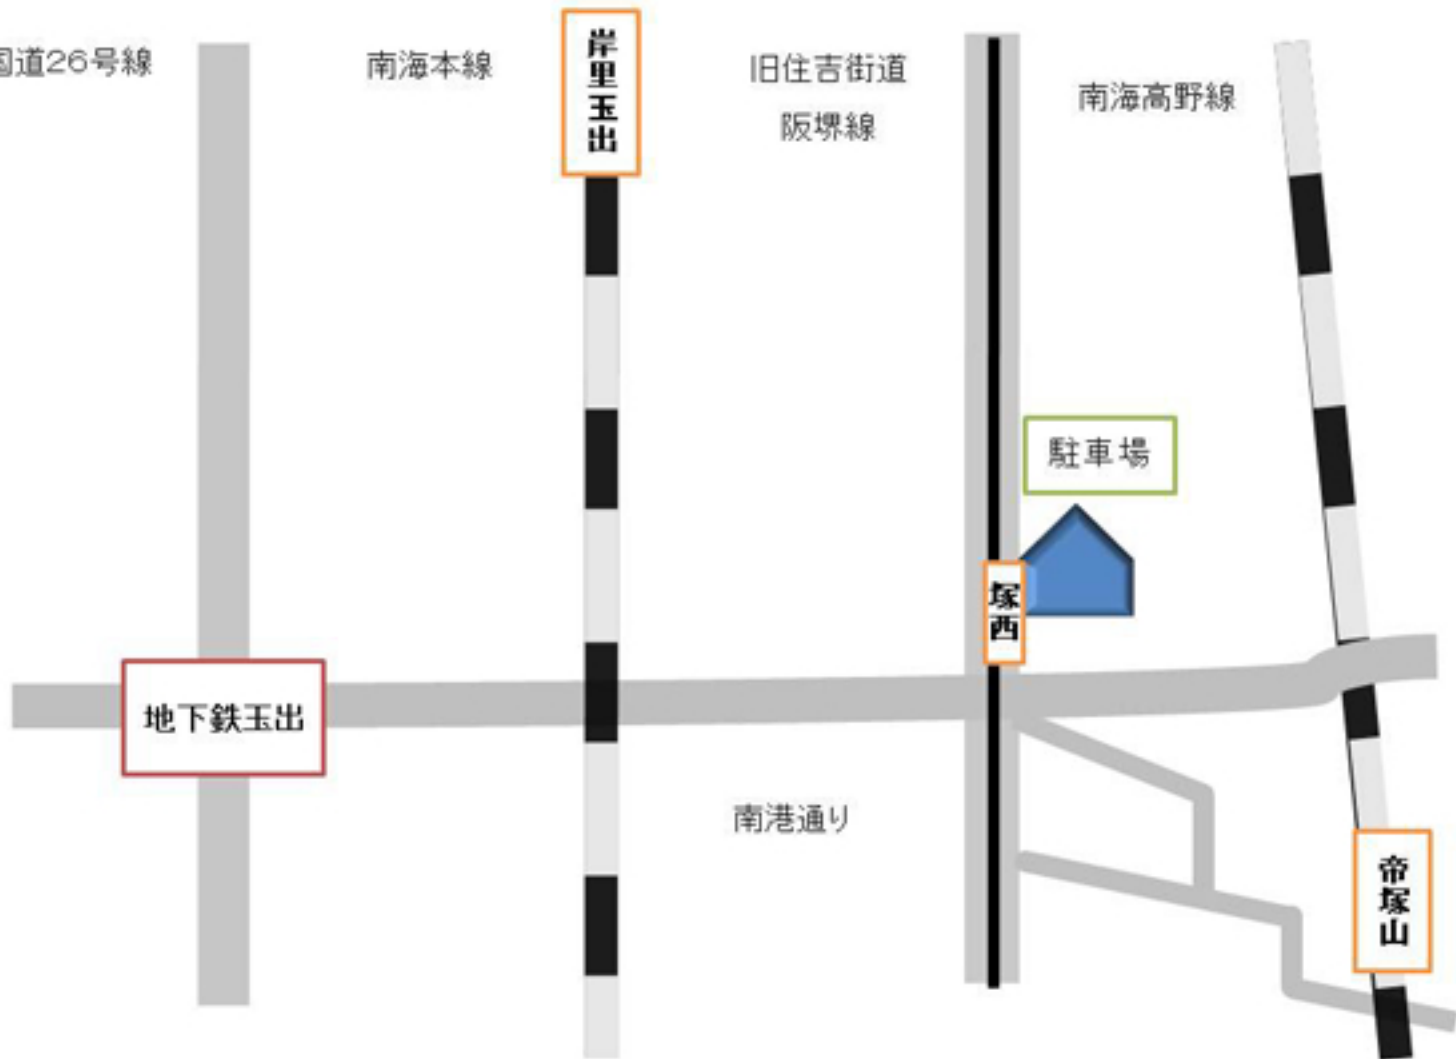 国道26号線
南海本線
岸里玉出
旧住吉街道
阪堺線
南海高野線
駐車場
塚西
地下鉄玉出
南港通り
帝塚山